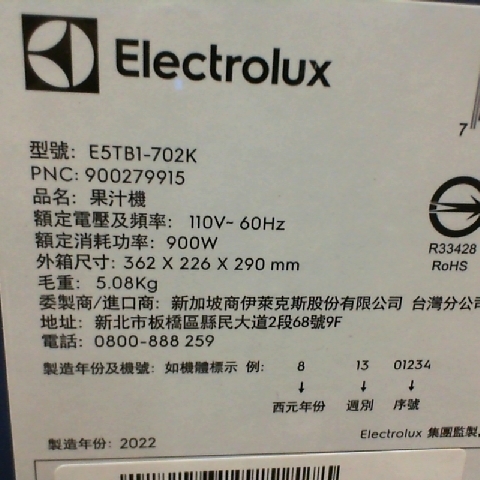 Electrolux
型號: E5TB1-702K
PNC: 900279915
品名: 果汁機
額定電壓及頻率: 110V~ 60Hz
額定消耗功率: 900W
外箱尺寸: 362 X 226 X 290 mm
毛重: 5.08Kg
委製商/進口商: 新加坡商伊萊克斯股份有限公司 台灣分公司
地址: 新北市板橋區縣民大道2段68號9F
電話: 0800-888 259
R33428
RoHS
7
製造年份及機號: 如機體標示 例: 8 13 01234
西元年份 週別 序號
製造年份: 2022
Electrolux 集團監製